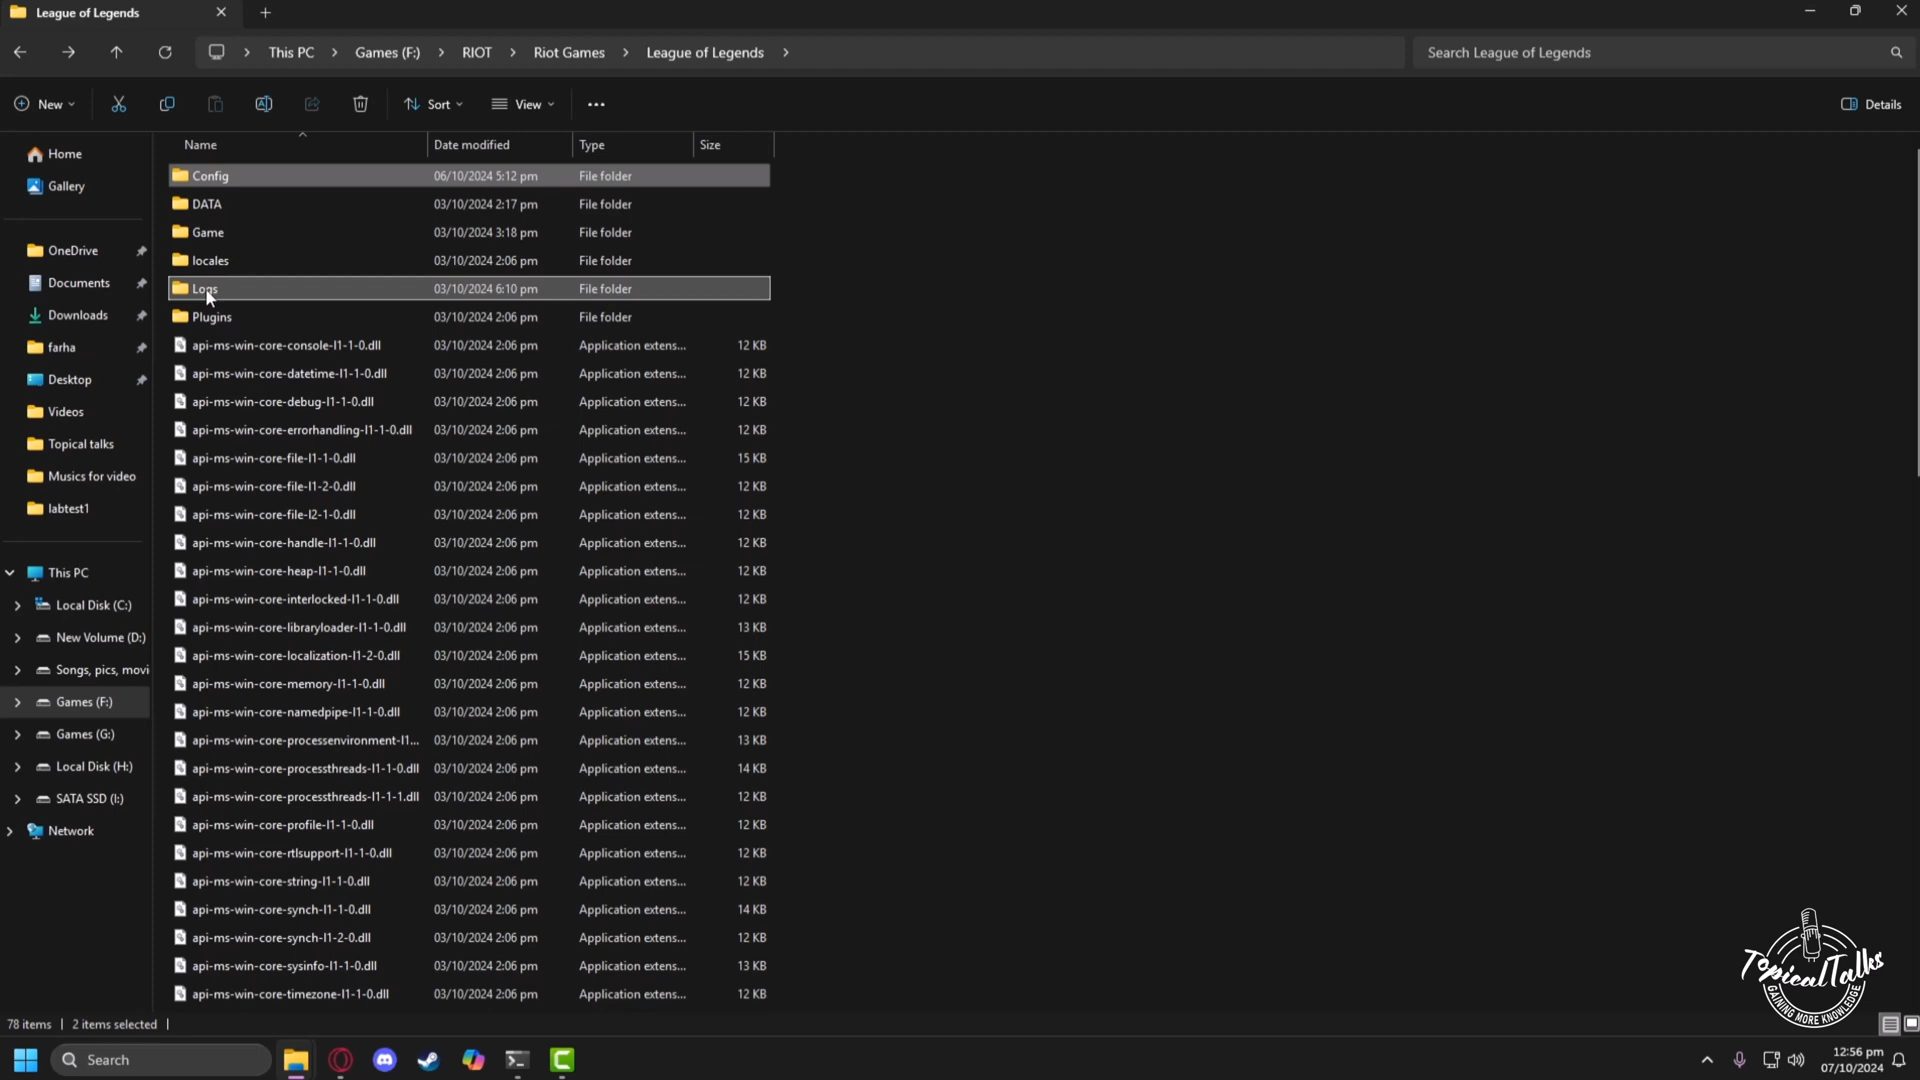 League of Legends
This PC > Games (F:) > RIOT > Riot Games > League of Legends >
Search League of Legends
New
Sort
View
Details
Name Date modified Type Size
Home
Gallery
OneDrive
Documents
Downloads
farha
Desktop
Videos
Topical talks
Musics for video
labtest1
This PC
Local Disk (C:)
New Volume (D:)
Songs, pics, movi
Games (F:)
Games (G:)
Local Disk (H:)
SATA SSD (I:)
Network
Config 06/10/2024 5:12 pm File folder
DATA 03/10/2024 2:17 pm File folder
Game 03/10/2024 3:18 pm File folder
locales 03/10/2024 2:06 pm File folder
Logs 03/10/2024 6:10 pm File folder
Plugins 03/10/2024 2:06 pm File folder
api-ms-win-core-console-l1-1-0.dll 03/10/2024 2:06 pm Application extens... 12 KB
api-ms-win-core-datetime-l1-1-0.dll 03/10/2024 2:06 pm Application extens... 12 KB
api-ms-win-core-debug-l1-1-0.dll 03/10/2024 2:06 pm Application extens... 12 KB
api-ms-win-core-errorhandling-l1-1-0.dll 03/10/2024 2:06 pm Application extens... 12 KB
api-ms-win-core-file-l1-1-0.dll 03/10/2024 2:06 pm Application extens... 15 KB
api-ms-win-core-file-l1-2-0.dll 03/10/2024 2:06 pm Application extens... 12 KB
api-ms-win-core-file-l2-1-0.dll 03/10/2024 2:06 pm Application extens... 12 KB
api-ms-win-core-handle-l1-1-0.dll 03/10/2024 2:06 pm Application extens... 12 KB
api-ms-win-core-heap-l1-1-0.dll 03/10/2024 2:06 pm Application extens... 12 KB
api-ms-win-core-interlocked-l1-1-0.dll 03/10/2024 2:06 pm Application extens... 12 KB
api-ms-win-core-libraryloader-l1-1-0.dll 03/10/2024 2:06 pm Application extens... 13 KB
api-ms-win-core-localization-l1-2-0.dll 03/10/2024 2:06 pm Application extens... 15 KB
api-ms-win-core-memory-l1-1-0.dll 03/10/2024 2:06 pm Application extens... 12 KB
api-ms-win-core-namedpipe-l1-1-0.dll 03/10/2024 2:06 pm Application extens... 12 KB
api-ms-win-core-processenvironment-l1... 03/10/2024 2:06 pm Application extens... 13 KB
api-ms-win-core-processthreads-l1-1-0.dll 03/10/2024 2:06 pm Application extens... 14 KB
api-ms-win-core-processthreads-l1-1-1.dll 03/10/2024 2:06 pm Application extens... 12 KB
api-ms-win-core-profile-l1-1-0.dll 03/10/2024 2:06 pm Application extens... 12 KB
api-ms-win-core-rtlsupport-l1-1-0.dll 03/10/2024 2:06 pm Application extens... 12 KB
api-ms-win-core-string-l1-1-0.dll 03/10/2024 2:06 pm Application extens... 12 KB
api-ms-win-core-synch-l1-1-0.dll 03/10/2024 2:06 pm Application extens... 14 KB
api-ms-win-core-synch-l1-2-0.dll 03/10/2024 2:06 pm Application extens... 12 KB
api-ms-win-core-sysinfo-l1-1-0.dll 03/10/2024 2:06 pm Application extens... 13 KB
api-ms-win-core-timezone-l1-1-0.dll 03/10/2024 2:06 pm Application extens... 12 KB
TopicalTalks
GAINING MORE KNOWLEDGE
78 items | 2 items selected |
Search
12:56 pm
07/10/2024